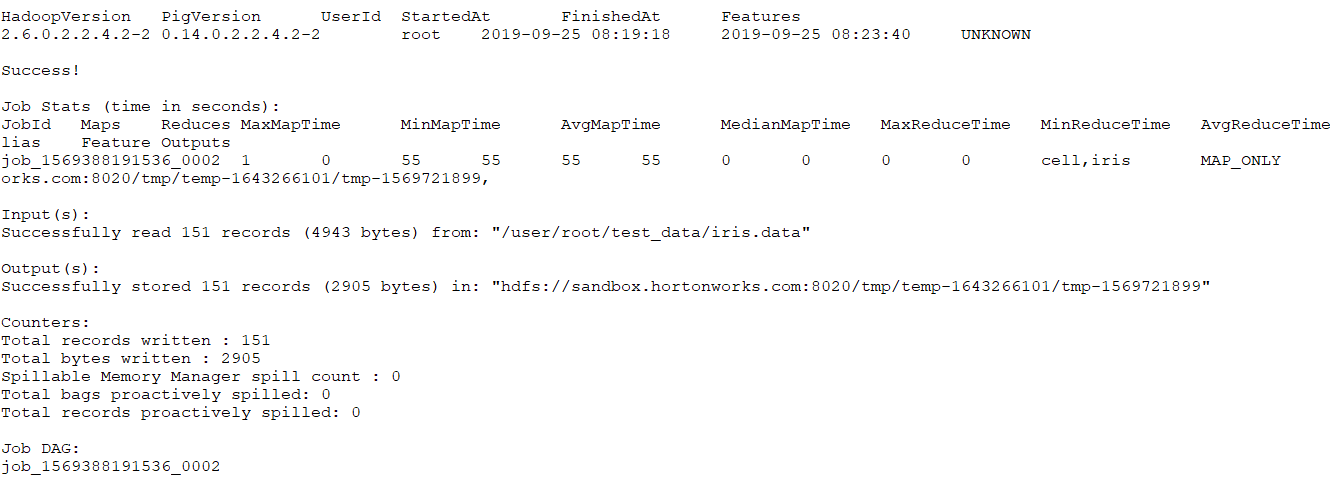 HadoopVersion PigVersion UserId StartedAt FinishedAt Features
2.6.0.2.2.4.2-2 0.14.0.2.2.4.2-2 root 2019-09-25 08:19:18 2019-09-25 08:23:40 UNKNOWN
Success!
Job Stats (time in seconds):
JobId Maps Reduces MaxMapTime MinMapTime AvgMapTime MedianMapTime MaxReduceTime MinReduceTime AvgReduceTime
lias Feature Outputs
job_1569388191536_0002 1 0 55 55 55 55 0 0 0 0 cell,iris MAP_ONLY
orks.com:8020/tmp/temp-1643266101/tmp-1569721899,
Input(s):
Successfully read 151 records (4943 bytes) from: "/user/root/test_data/iris.data"
Output(s):
Successfully stored 151 records (2905 bytes) in: "hdfs://sandbox.hortonworks.com:8020/tmp/temp-1643266101/tmp-1569721899"
Counters:
Total records written : 151
Total bytes written : 2905
Spillable Memory Manager spill count : 0
Total bags proactively spilled: 0
Total records proactively spilled: 0
Job DAG:
job_1569388191536_0002